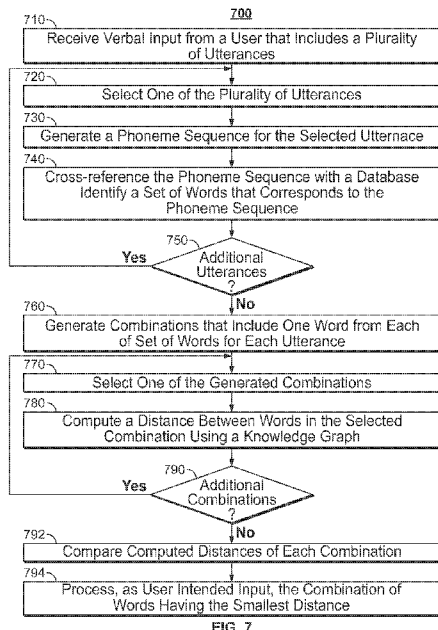 700
710
Receive Verbal Input from a User that Includes a Plurality
of Utterances
720
Select One of the Plurality of Utterances
730
Generate a Phoneme Sequence for the Selected Utternace
740
Cross-reference the Phoneme Sequence with a Database
Identify a Set of Words that Corresponds to the
Phoneme Sequence
750
Yes
Additional
Utterances
?
No
760
Generate Combinations that Include One Word from Each
of Set of Words for Each Utterance
770
Select One of the Generated Combinations
780
Compute a Distance Between Words in the Selected
Combination Using a Knowledge Graph
790
Yes
Additional
Combinations
?
No
792
Compare Computed Distances of Each Combination
794
Process, as User Intended Input, the Combination of
Words Having the Smallest Distance
FIG. 7